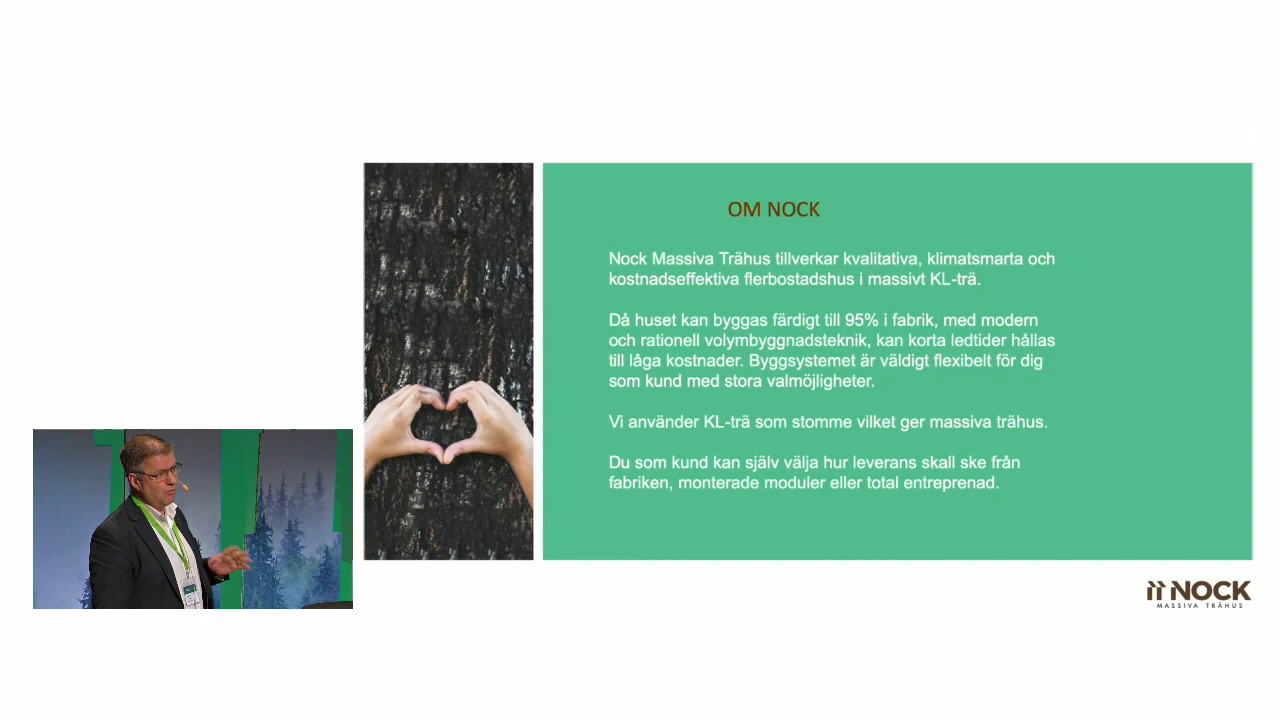 OM NOCK
Nock Massiva Trähus tillverkar kvalitativa, klimatsmarta och
kostnadseffektiva flerbostadshus i massivt KL-trä.
Då huset kan byggas färdigt till 95% i fabrik, med modern
och rationell volymbyggnadsteknik, kan korta ledtider hållas
till låga kostnader. Byggsystemet är väldigt flexibelt för dig
som kund med stora valmöjligheter.
Vi använder KL-trä som stomme vilket ger massiva trähus.
Du som kund kan själv välja hur leverans skall ske från
fabriken, monterade moduler eller total entreprenad.
NOCK
MASSIVA TRÄHUS